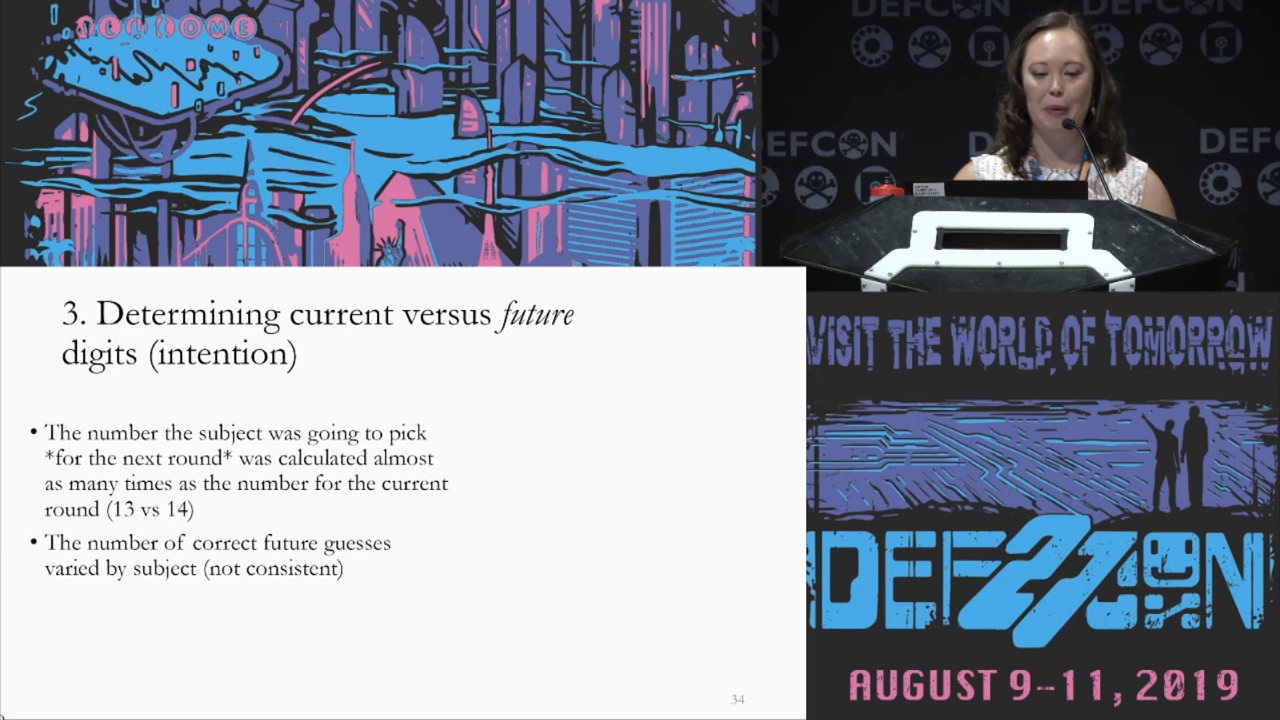 WELCOME
DEFCON
DEFCON
DEFCON
DEFCON
3. Determining current versus future
digits (intention)
• The number the subject was going to pick
*for the next round* was calculated almost
as many times as the number for the current
round (13 vs 14)
• The number of correct future guesses
varied by subject (not consistent)
34
VISIT THE WORLD OF TOMORROW
DEFCON
27
AUGUST 9-11, 2019